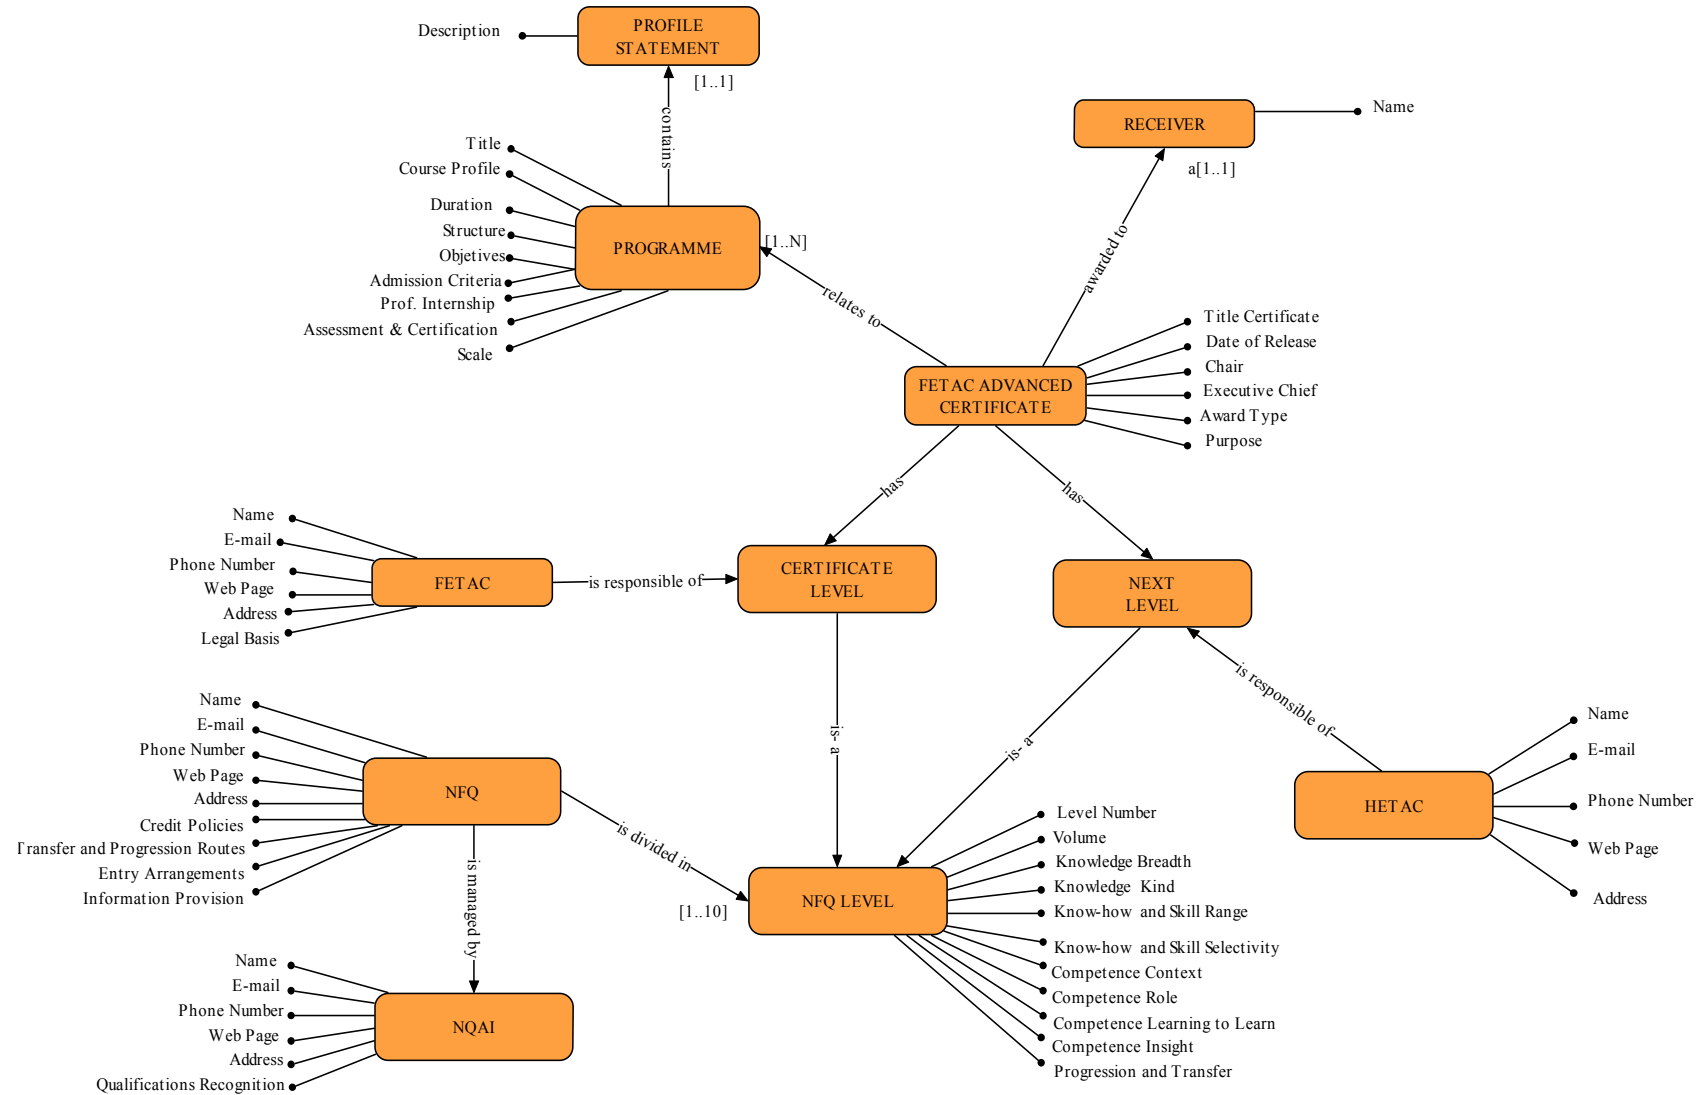 PROFILE
STATEMENT
Description
[1..1]
contains
RECEIVER
Name
a[1..1]
awarded to
Title
Course Profile
Duration
Structure
Objetives
Admission Criteria
Prof. Internship
Assessment & Certification
Scale
PROGRAMME
[1..N]
relates to
FETAC ADVANCED
CERTIFICATE
Title Certificate
Date of Release
Chair
Executive Chief
Award Type
Purpose
has
has
Name
E-mail
Phone Number
Web Page
Address
Legal Basis
FETAC
is responsible of
CERTIFICATE
LEVEL
NEXT
LEVEL
is- a
is- a
is responsible of
Name
E-mail
Phone Number
Web Page
Address
Credit Policies
Transfer and Progression Routes
Entry Arrangements
Information Provision
NFQ
is divided in
[1..10]
is managed by
HETAC
Name
E-mail
Phone Number
Web Page
Address
NFQ LEVEL
Level Number
Volume
Knowledge Breadth
Knowledge Kind
Know-how and Skill Range
Know-how and Skill Selectivity
Competence Context
Competence Role
Competence Learning to Learn
Competence Insight
Progression and Transfer
Name
E-mail
Phone Number
Web Page
Address
Qualifications Recognition
NQAI